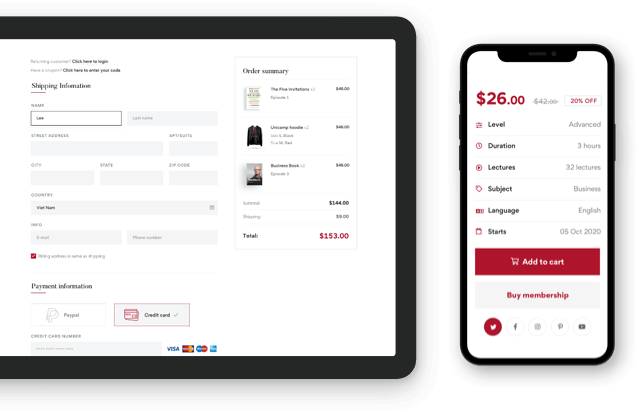 Returning customer? Click here to login
Have a coupon? Click here to enter your code
Shipping Infomation
NAME
Lee
Last name
STREET ADDRESS
APT/SUITS
CITY
STATE
ZIP CODE
COUNTRY
Viet Nam
INFO
E-mail
Phone number
Billing address is same as shipping
Payment information
Paypal
Credit card
CREDIT CARD NUMBER
VISA
Order summary
The Five Invitations x2
$48.00
Episode 1
Unicamp hoodie x2
$48.00
Size S, Black
Size M, Red
Business Book x2
$48.00
Episode 3
Subtotal
$144.00
Shipping:
$9.00
Total:
$153.00
$26.00
$42.00
20% OFF
Level
Advanced
Duration
3 hours
Lectures
32 lectures
Subject
Business
Language
English
Starts
05 Oct 2020
Add to cart
Buy membership